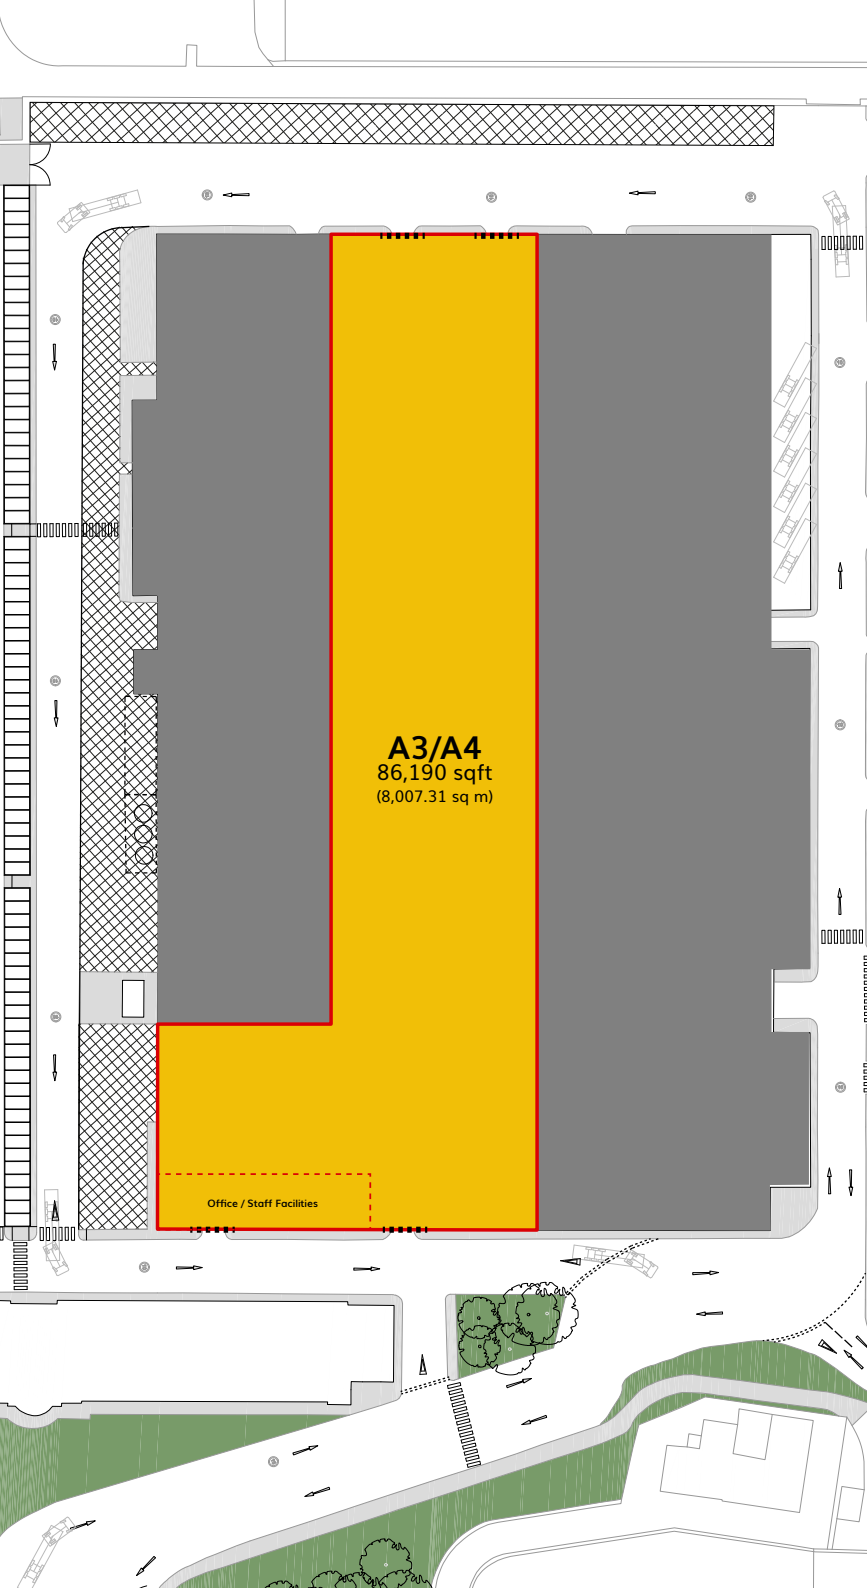 A3/A4
86,190 sqft
(8,007.31 sq m)
Office / Staff Facilities